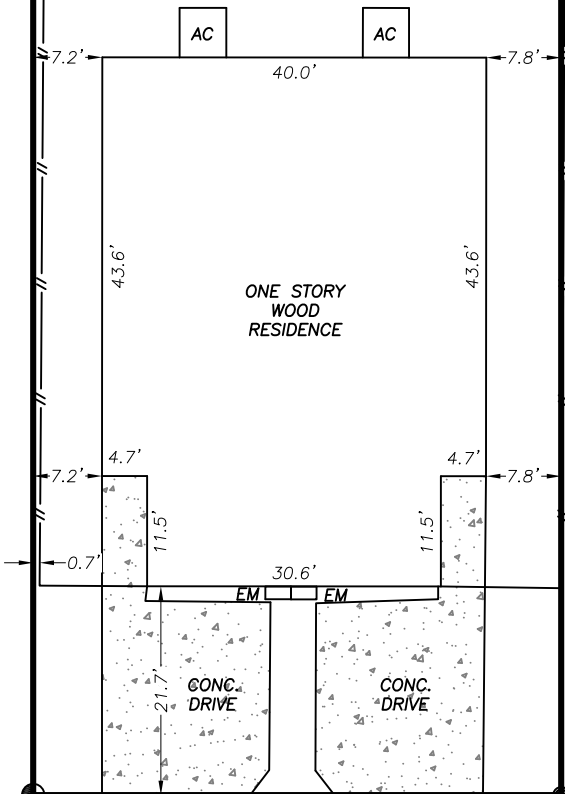 AC
AC
7.2'
40.0'
7.8'
43.6'
43.6'
ONE STORY
WOOD
RESIDENCE
4.7'
4.7'
7.2'
7.8'
11.5'
11.5'
0.7'
30.6'
EM
EM
21.7'
CONC.
DRIVE
CONC.
DRIVE